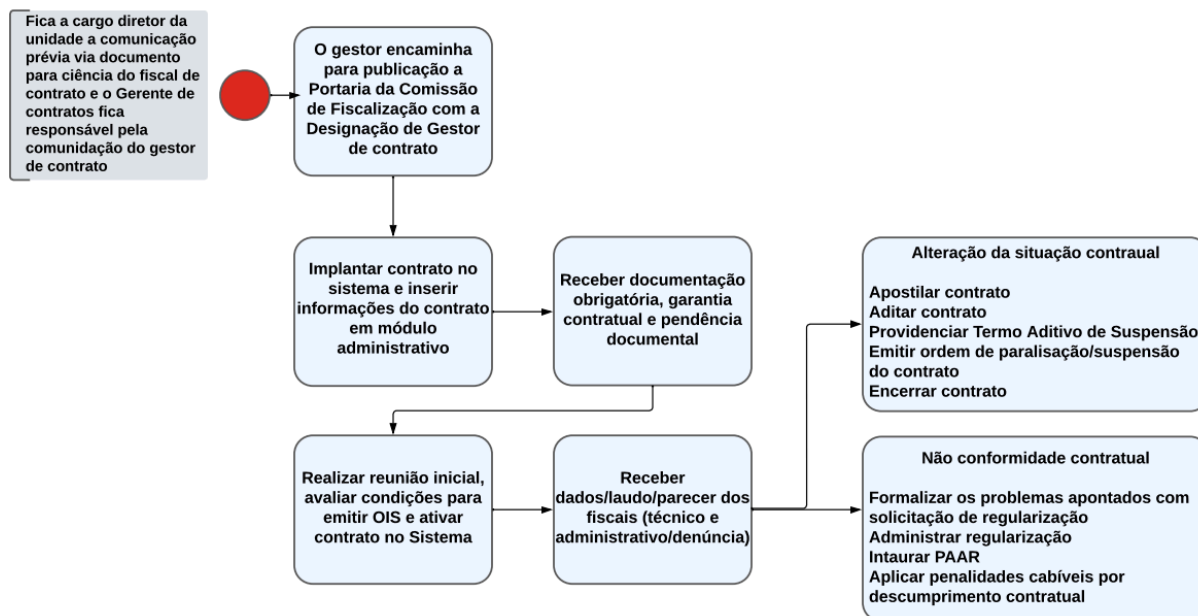 Fica a cargo diretor da
unidade a comunicação
prévia via documento
para ciência do fiscal de
contrato e o Gerente de
contratos fica
responsável pela
comunidação do gestor
de contrato
O gestor encaminha
para publicação a
Portaria da Comissão
de Fiscalização com a
Designação de Gestor
de contrato
Implantar contrato no
sistema e inserir
informações do contrato
em módulo
administrativo
Receber documentação
obrigatória, garantia
contratual e pendência
documental
Alteração da situação contraual
Apostilar contrato
Aditar contrato
Providenciar Termo Aditivo de Suspensão
Emitir ordem de paralisação/suspensão
do contrato
Encerrar contrato
Realizar reunião inicial,
avaliar condições para
emitir OIS e ativar
contrato no Sistema
Receber
dados/laudo/parecer dos
fiscais (técnico e
administrativo/denúncia)
Não conformidade contratual
Formalizar os problemas apontados com
solicitação de regularização
Administrar regularização
Intaurar PAAR
Aplicar penalidades cabíveis por
descumprimento contratual